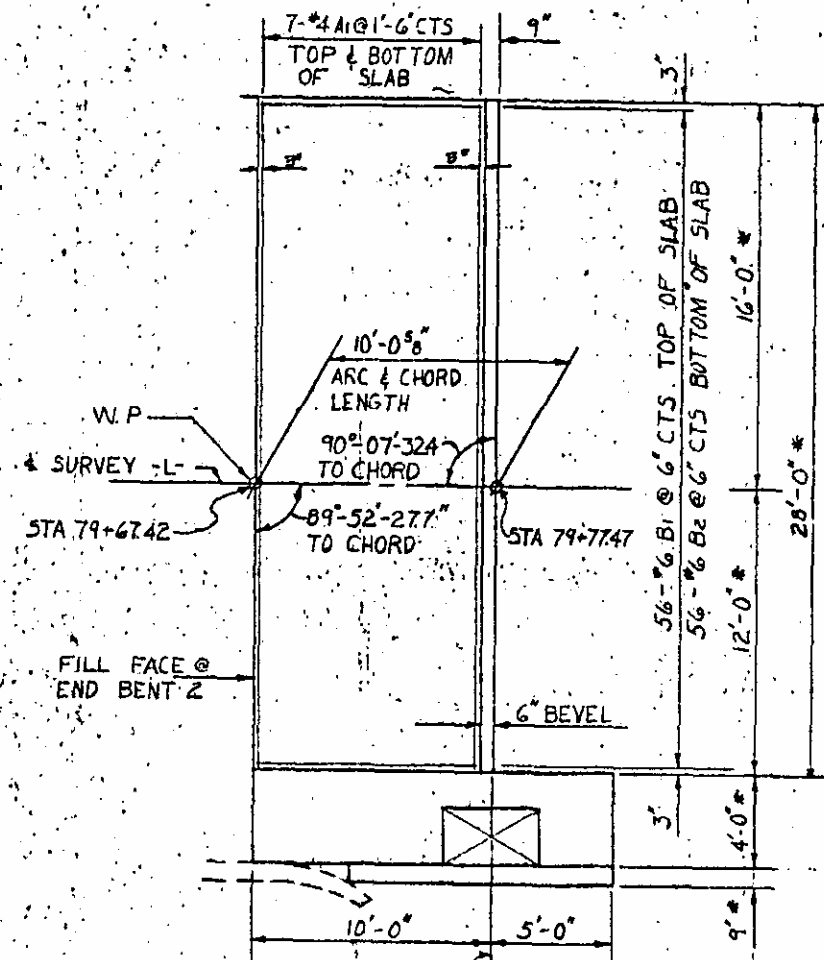 7-#4 A1 @ 1'-6" CTS
TOP & BOTTOM
OF SLAB
9"
3"
3"
3"
10'-0 5/8"
ARC & CHORD
LENGTH
W.P.
90°-07'-32.4"
TO CHORD
℄ SURVEY -L-
89°-52'-27.7"
TO CHORD
STA 79+67.42
STA 79+77.47
FILL FACE @
END BENT 2
6" BEVEL
56-#6 B1 @ 6" CTS. TOP OF SLAB
56-#6 B2 @ 6" CTS BOTTOM OF SLAB
16'-0" *
12'-0" *
28'-0" *
3"
4'-0" *
9" *
10'-0"
5'-0"